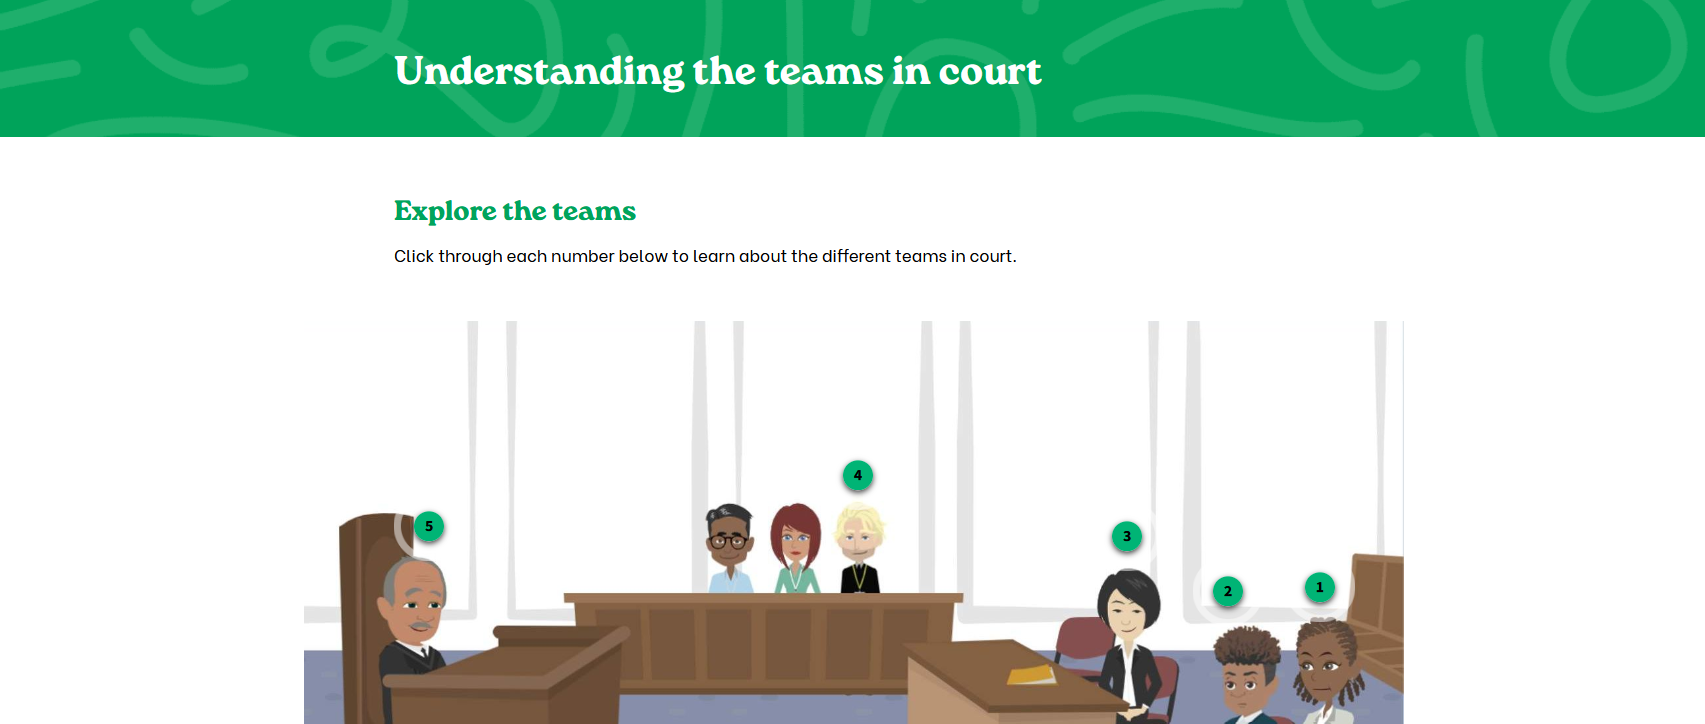 Understanding the teams in court
Explore the teams
Click through each number below to learn about the different teams in court.
4
5
3
2
1